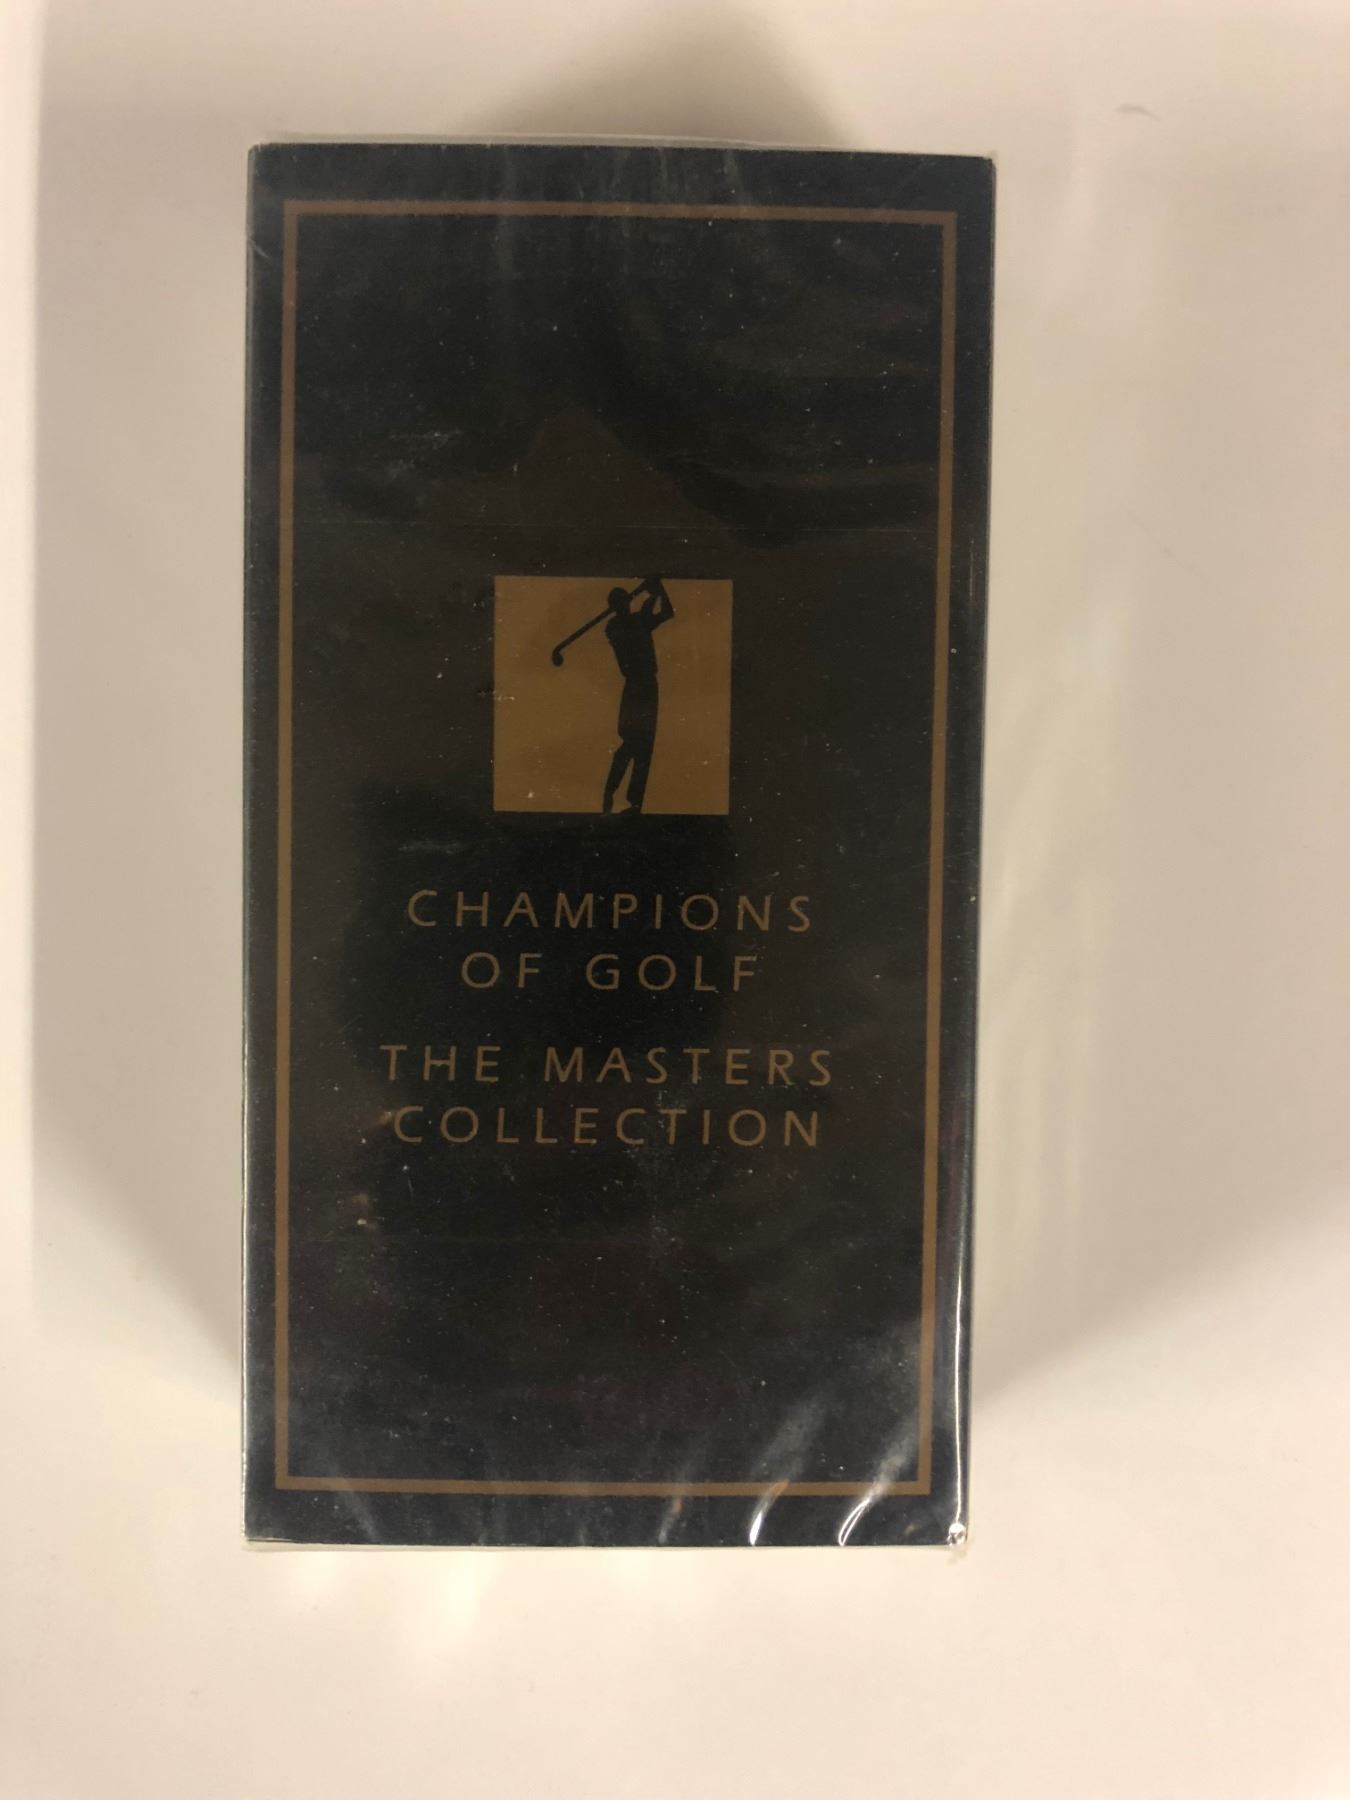 CHAMPIONS
OF GOLF
THE MASTERS
COLLECTION